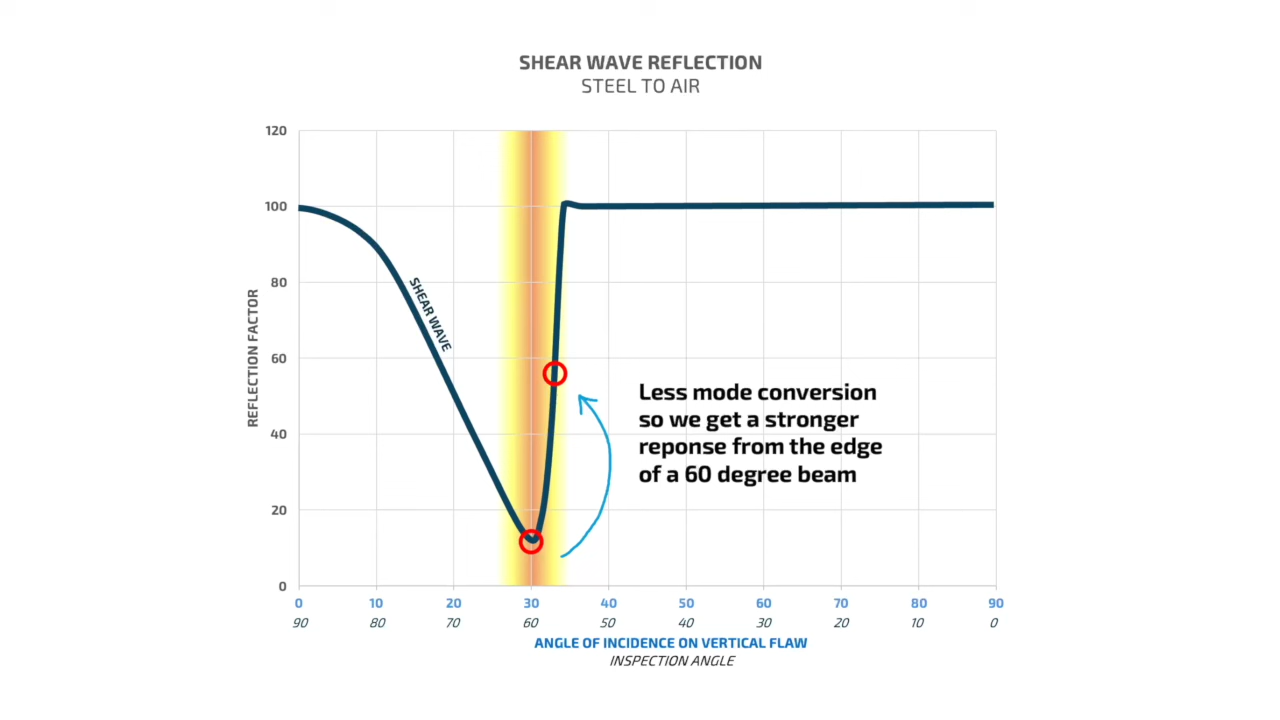 SHEAR WAVE REFLECTION
STEEL TO AIR
120
100
80
60
40
20
0
REFLECTION FACTOR
SHEAR WAVE
Less mode conversion
so we get a stronger
reponse from the edge
of a 60 degree beam
0 10 20 30 40 50 60 70 80 90
90 80 70 60 50 40 30 20 10 0
ANGLE OF INCIDENCE ON VERTICAL FLAW
INSPECTION ANGLE